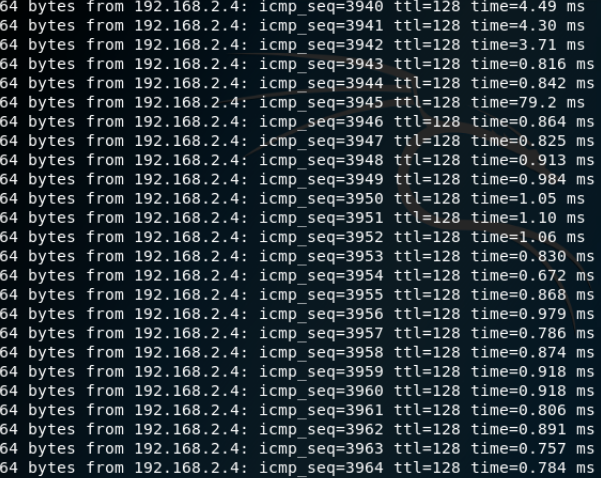 64 bytes from 192.168.2.4: icmp_seq=3940 ttl=128 time=4.49 ms
64 bytes from 192.168.2.4: icmp_seq=3941 ttl=128 time=4.30 ms
64 bytes from 192.168.2.4: icmp_seq=3942 ttl=128 time=3.71 ms
64 bytes from 192.168.2.4: icmp_seq=3943 ttl=128 time=0.816 ms
64 bytes from 192.168.2.4: icmp_seq=3944 ttl=128 time=0.842 ms
64 bytes from 192.168.2.4: icmp_seq=3945 ttl=128 time=79.2 ms
64 bytes from 192.168.2.4: icmp_seq=3946 ttl=128 time=0.864 ms
64 bytes from 192.168.2.4: icmp_seq=3947 ttl=128 time=0.825 ms
64 bytes from 192.168.2.4: icmp_seq=3948 ttl=128 time=0.913 ms
64 bytes from 192.168.2.4: icmp_seq=3949 ttl=128 time=0.984 ms
64 bytes from 192.168.2.4: icmp_seq=3950 ttl=128 time=1.05 ms
64 bytes from 192.168.2.4: icmp_seq=3951 ttl=128 time=1.10 ms
64 bytes from 192.168.2.4: icmp_seq=3952 ttl=128 time=1.06 ms
64 bytes from 192.168.2.4: icmp_seq=3953 ttl=128 time=0.830 ms
64 bytes from 192.168.2.4: icmp_seq=3954 ttl=128 time=0.672 ms
64 bytes from 192.168.2.4: icmp_seq=3955 ttl=128 time=0.868 ms
64 bytes from 192.168.2.4: icmp_seq=3956 ttl=128 time=0.979 ms
64 bytes from 192.168.2.4: icmp_seq=3957 ttl=128 time=0.786 ms
64 bytes from 192.168.2.4: icmp_seq=3958 ttl=128 time=0.874 ms
64 bytes from 192.168.2.4: icmp_seq=3959 ttl=128 time=0.918 ms
64 bytes from 192.168.2.4: icmp_seq=3960 ttl=128 time=0.918 ms
64 bytes from 192.168.2.4: icmp_seq=3961 ttl=128 time=0.806 ms
64 bytes from 192.168.2.4: icmp_seq=3962 ttl=128 time=0.891 ms
64 bytes from 192.168.2.4: icmp_seq=3963 ttl=128 time=0.757 ms
64 bytes from 192.168.2.4: icmp_seq=3964 ttl=128 time=0.784 ms